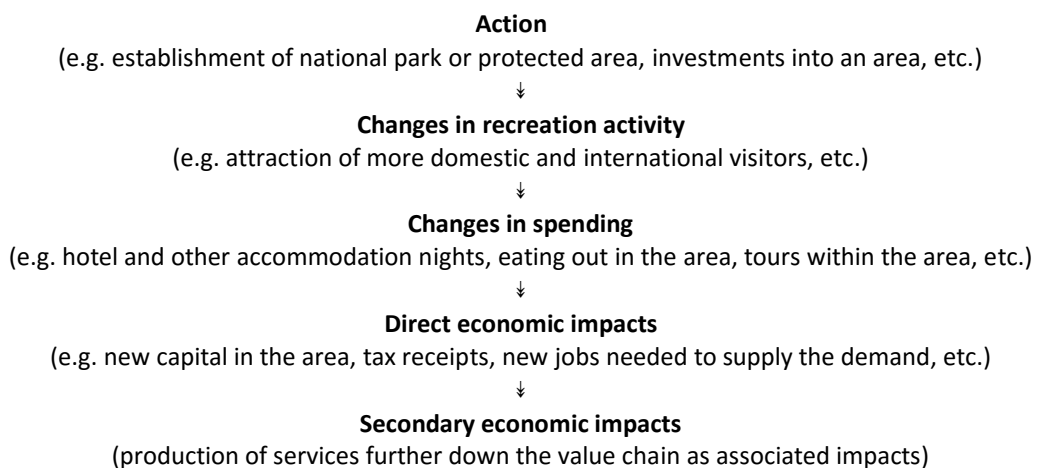 Action
(e.g. establishment of national park or protected area, investments into an area, etc.)
↡
Changes in recreation activity
(e.g. attraction of more domestic and international visitors, etc.)
↡
Changes in spending
(e.g. hotel and other accommodation nights, eating out in the area, tours within the area, etc.)
↡
Direct economic impacts
(e.g. new capital in the area, tax receipts, new jobs needed to supply the demand, etc.)
↡
Secondary economic impacts
(production of services further down the value chain as associated impacts)